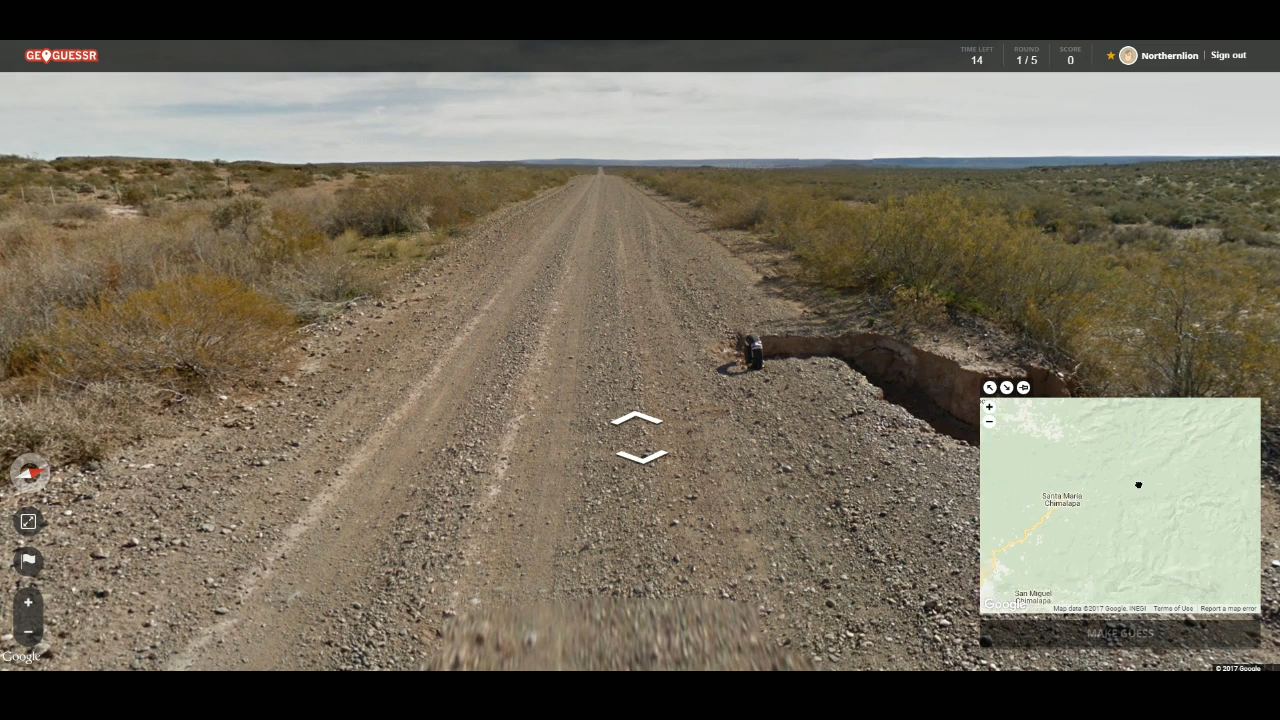 GEOGUESSR
TIME LEFT
14
ROUND
1 / 5
SCORE
0
Northernlion
Sign out
Santa María
Chimalapa
San Miguel
Chimalapa
Google
Map data ©2017 Google, INEGI
Terms of Use
Report a map error
MAKE GUESS
Google
© 2017 Google